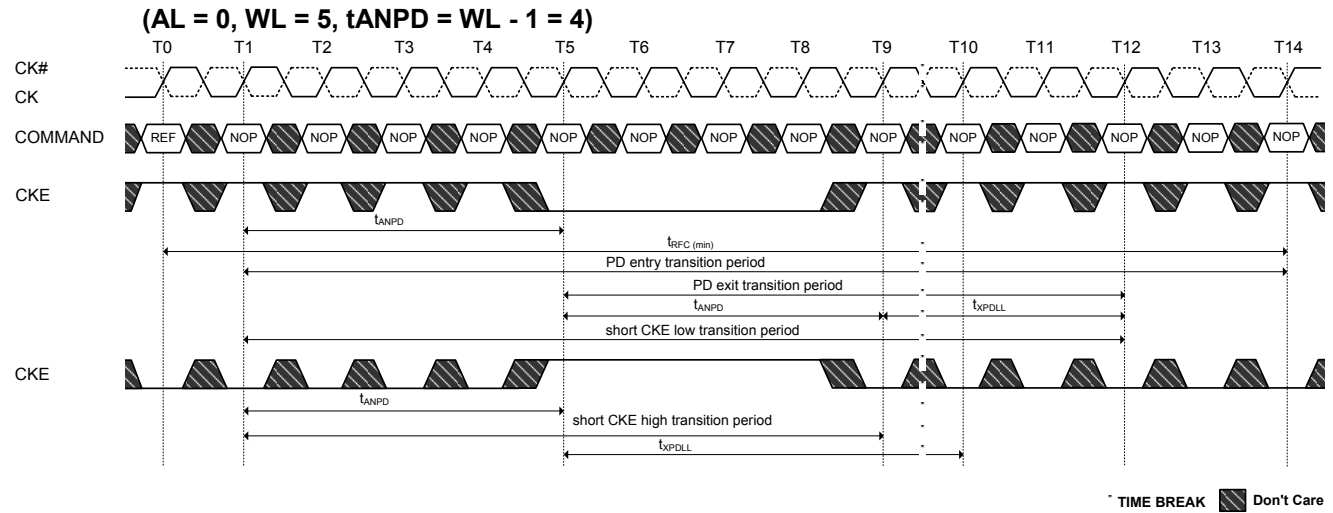 (AL = 0, WL = 5, tANPD = WL - 1 = 4)
T0 T1 T2 T3 T4 T5 T6 T7 T8 T9 T10 T11 T12 T13 T14
CK#
CK
COMMAND REF NOP NOP NOP NOP NOP NOP NOP NOP NOP NOP NOP NOP NOP NOP
CKE
tANPD
tRFC (min)
PD entry transition period
PD exit transition period
tANPD tXPDLL
short CKE low transition period
CKE
tANPD
short CKE high transition period
tXPDLL
TIME BREAK Don't Care